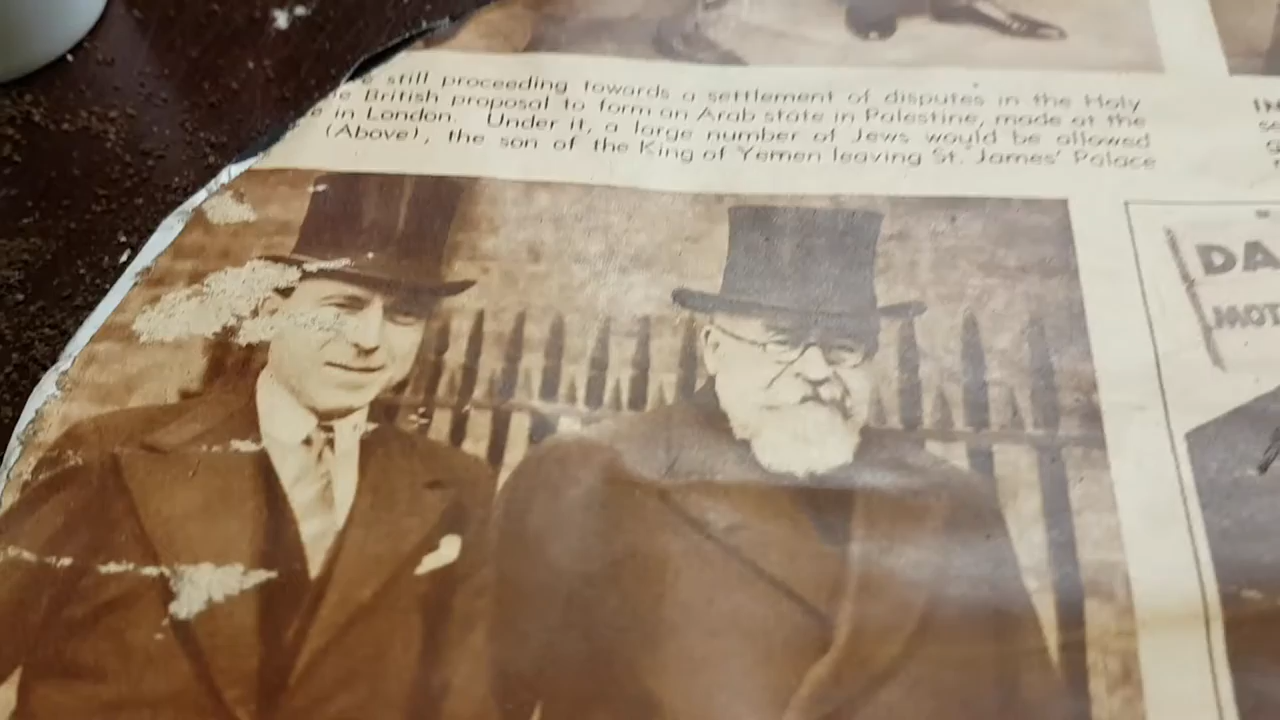 still proceeding towards a settlement of disputes in the Holy
British proposal to form an Arab state in Palestine, made at the
in London. Under it, a large number of Jews would be allowed
(Above), the son of the King of Yemen leaving St. James' Palace
DA
MOT